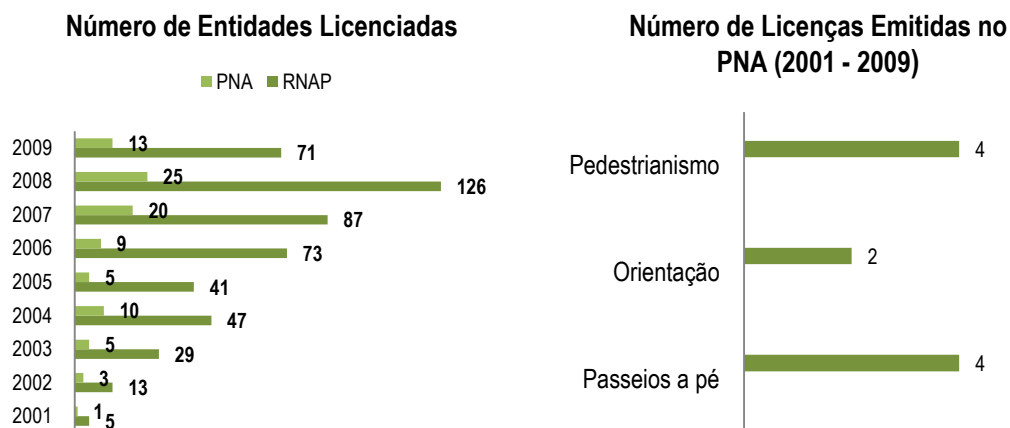 Número de Entidades Licenciadas
PNA RNAP
2009 13 71
2008 25 126
2007 20 87
2006 9 73
2005 5 41
2004 10 47
2003 5 29
2002 3 13
2001 1 5
Número de Licenças Emitidas no
PNA (2001 - 2009)
Pedestrianismo 4
Orientação 2
Passeios a pé 4